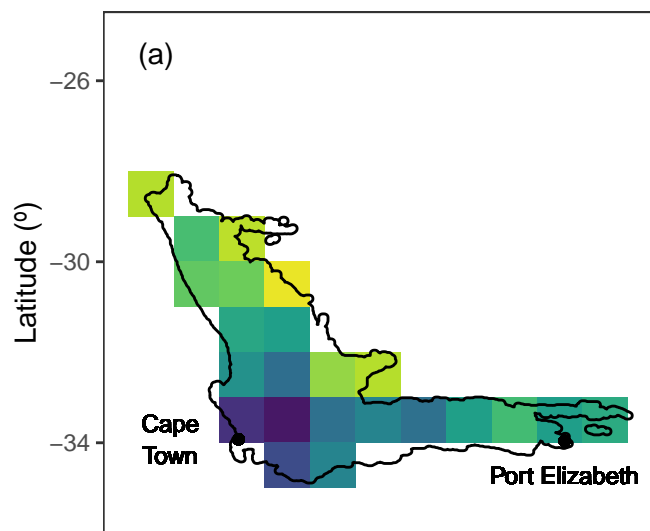 (a)
−26
−30
−34
Latitude (º)
Cape
Town
Port Elizabeth